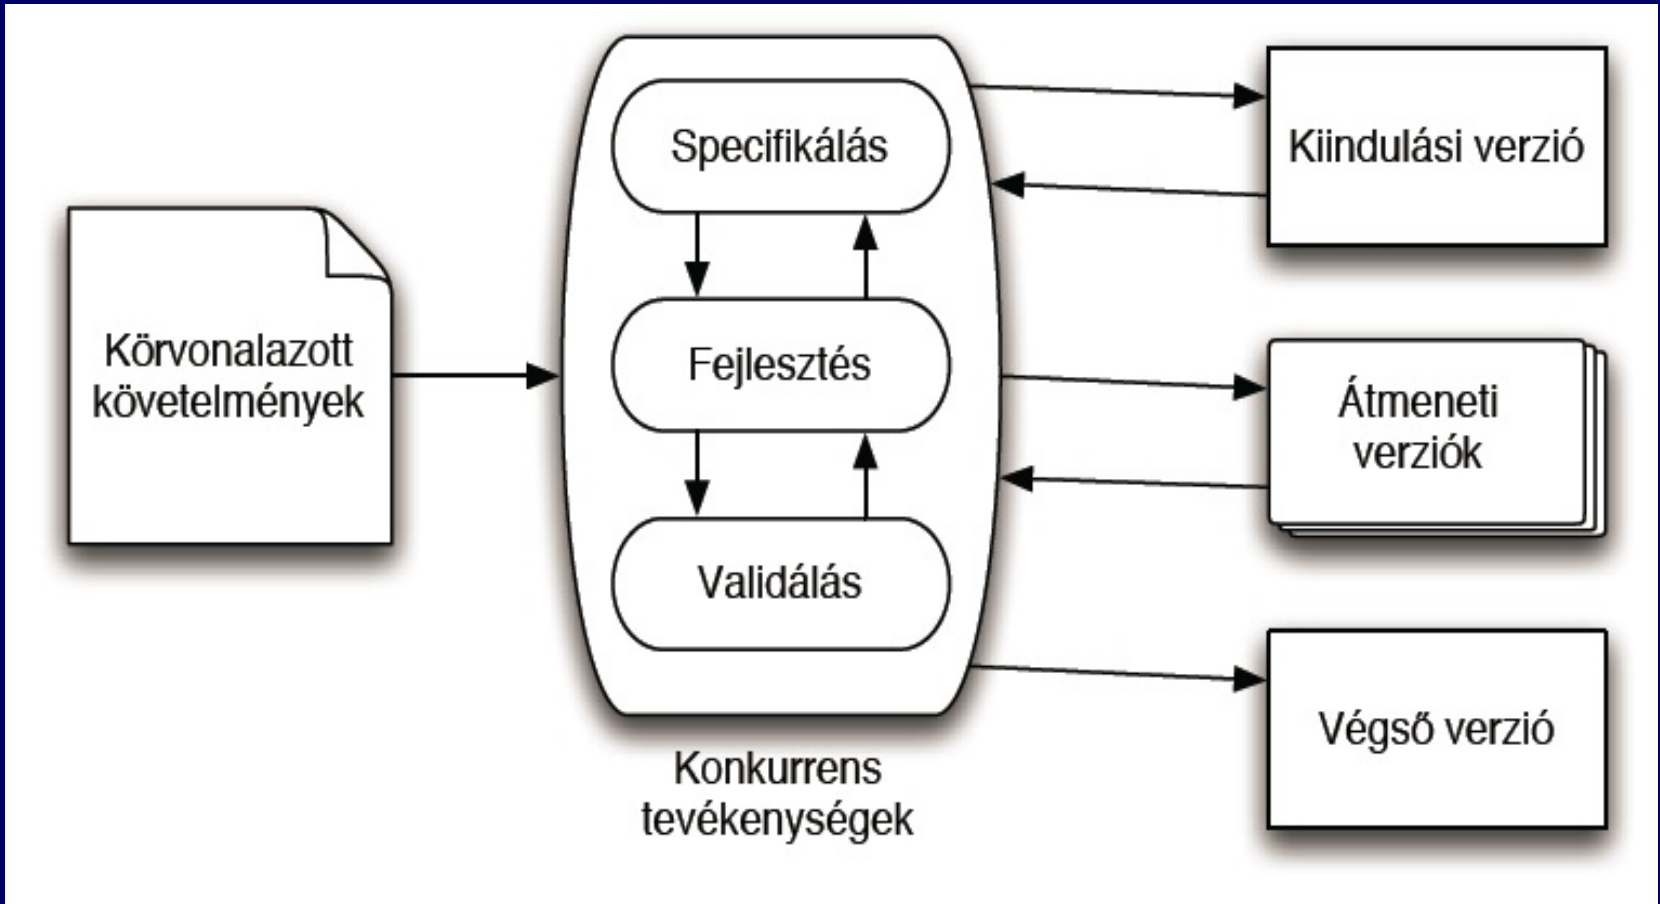 Körvonalazott
követelmények
Specifikálás
Fejlesztés
Validálás
Konkurrens
tevékenységek
Kiindulási verzió
Átmeneti
verziók
Végső verzió